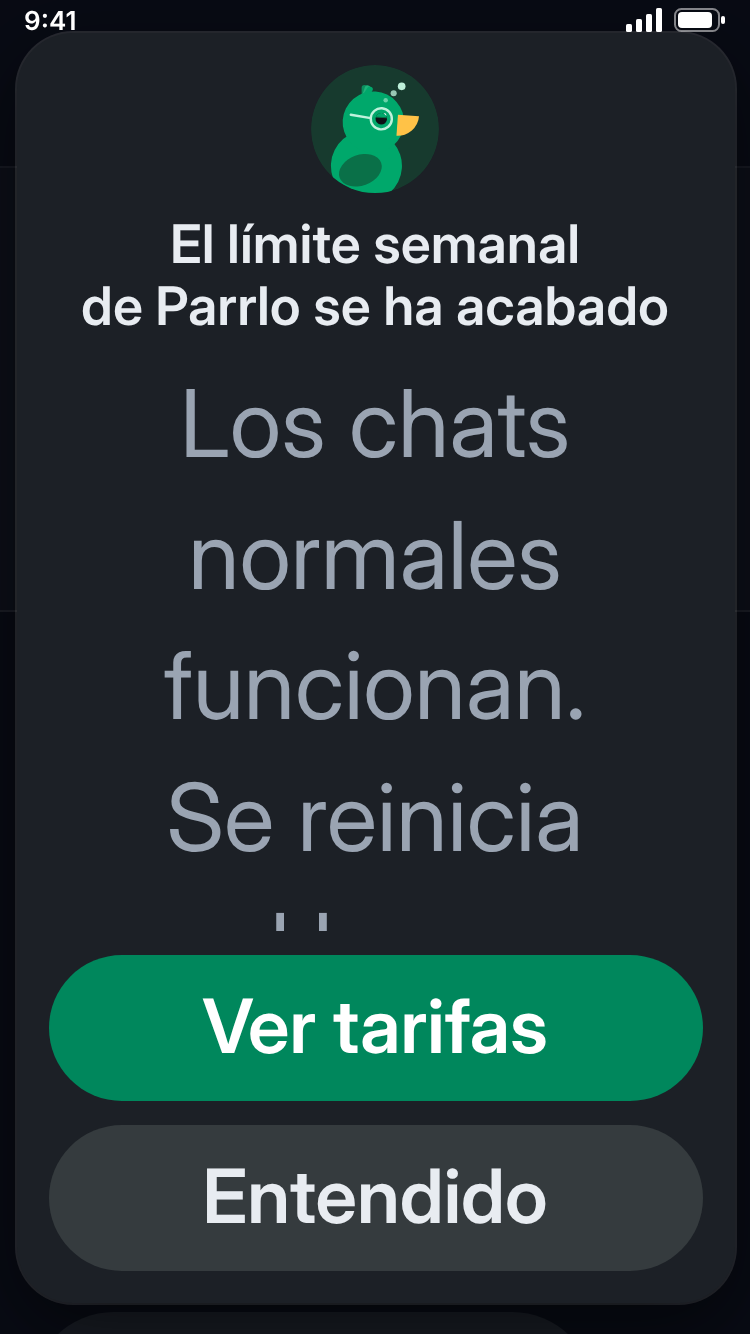 9:41
El límite semanal
de Parrlo se ha acabado
Los chats
normales
funcionan.
Se reinicia
Ver tarifas
Entendido